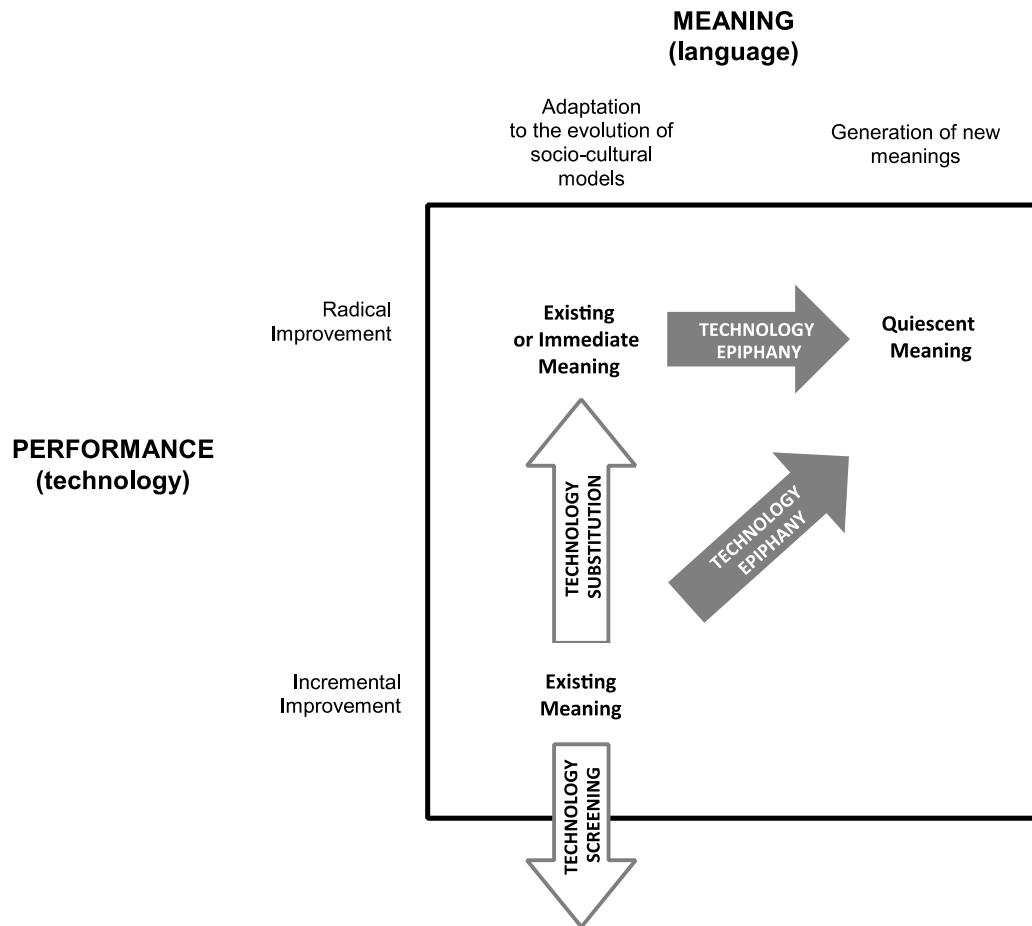 MEANING
(language)
Adaptation
to the evolution of
socio-cultural
models
Generation of new
meanings
Radical
Improvement
Existing
or Immediate
Meaning
TECHNOLOGY
EPIPHANY
Quiescent
Meaning
PERFORMANCE
(technology)
TECHNOLOGY
SUBSTITUTION
TECHNOLOGY
EPIPHANY
Incremental
Improvement
Existing
Meaning
TECHNOLOGY
SCREENING